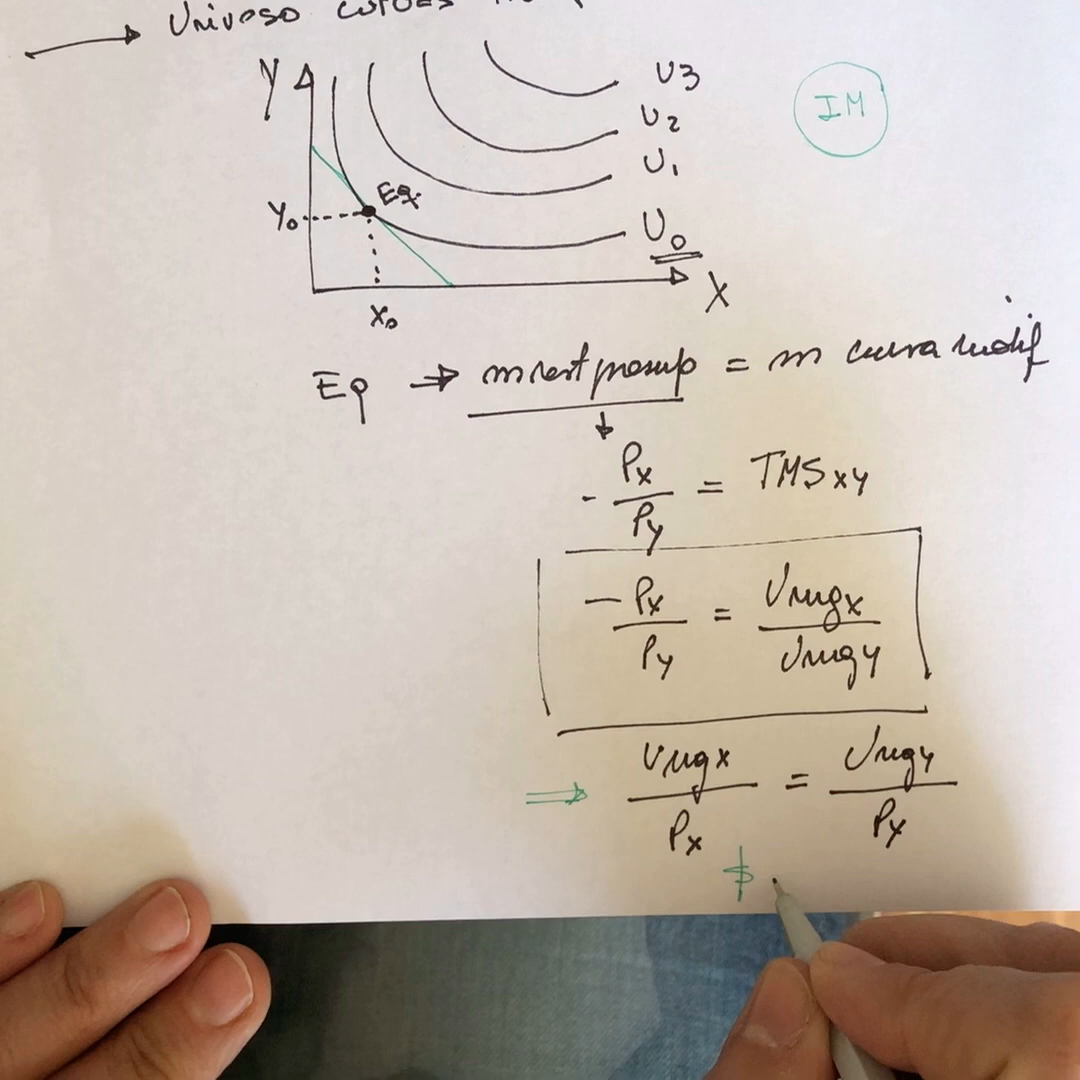 → Universo curvas
Y
U3
IM
U2
U1
Eq.
Y₀
U₀
X
X₀
Eq → m rest presup = m curva indif
- Px/Py = TMSxy
- Px/Py = Umgx/Umgy
⇒ Umgx/Px = Umgy/Py
$